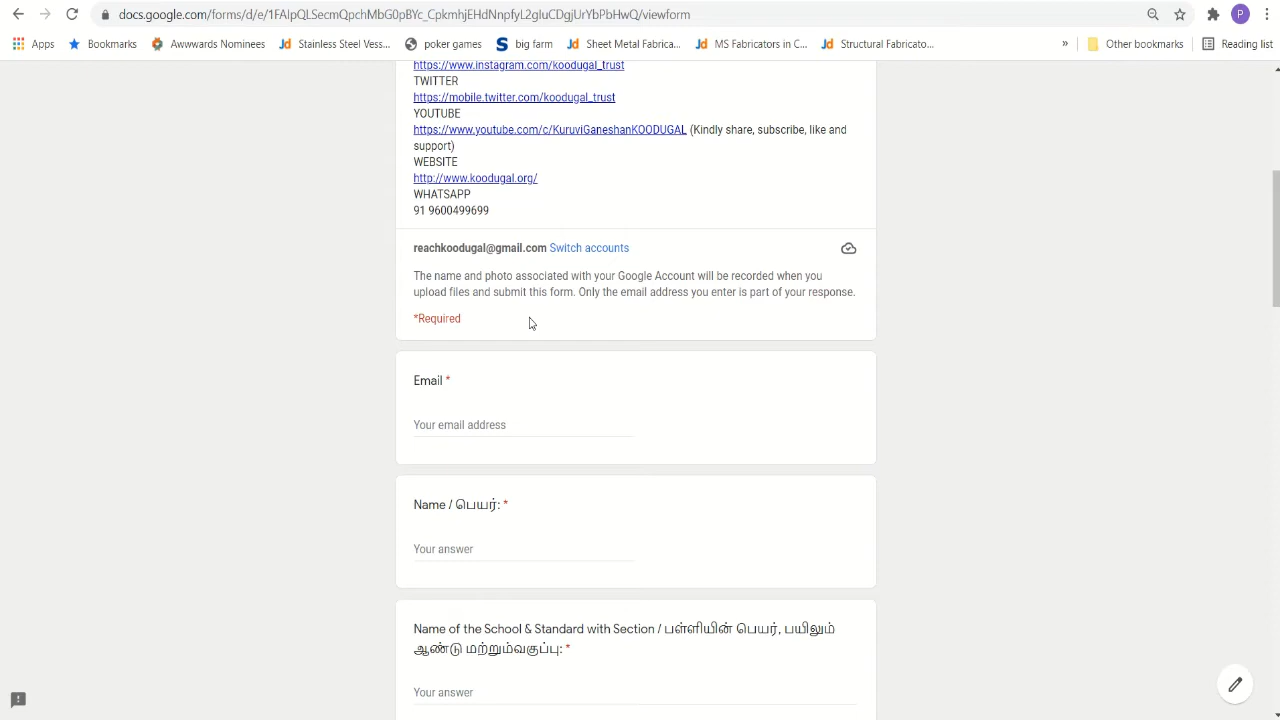 docs.google.com/forms/d/e/1FAIpQLSecmQpchMbG0pBYc_CpkmhjEHdNnpfyL2gluCDgjUrYbPbHwQ/viewform
P
Apps Bookmarks Awwwards Nominees Stainless Steel Vess... poker games big farm Sheet Metal Fabrica... MS Fabricators in C... Structural Fabricato... » Other bookmarks Reading list
https://www.instagram.com/koodugal_trust
TWITTER
https://mobile.twitter.com/koodugal_trust
YOUTUBE
https://www.youtube.com/c/KuruviGaneshanKOODUGAL (Kindly share, subscribe, like and
support)
WEBSITE
http://www.koodugal.org/
WHATSAPP
91 9600499699
reachkoodugal@gmail.com Switch accounts
The name and photo associated with your Google Account will be recorded when you
upload files and submit this form. Only the email address you enter is part of your response.
*Required
Email *
Your email address
Name / பெயர்: *
Your answer
Name of the School & Standard with Section / பள்ளியின் பெயர், பயிலும்
ஆண்டு மற்றும்வகுப்பு: *
Your answer